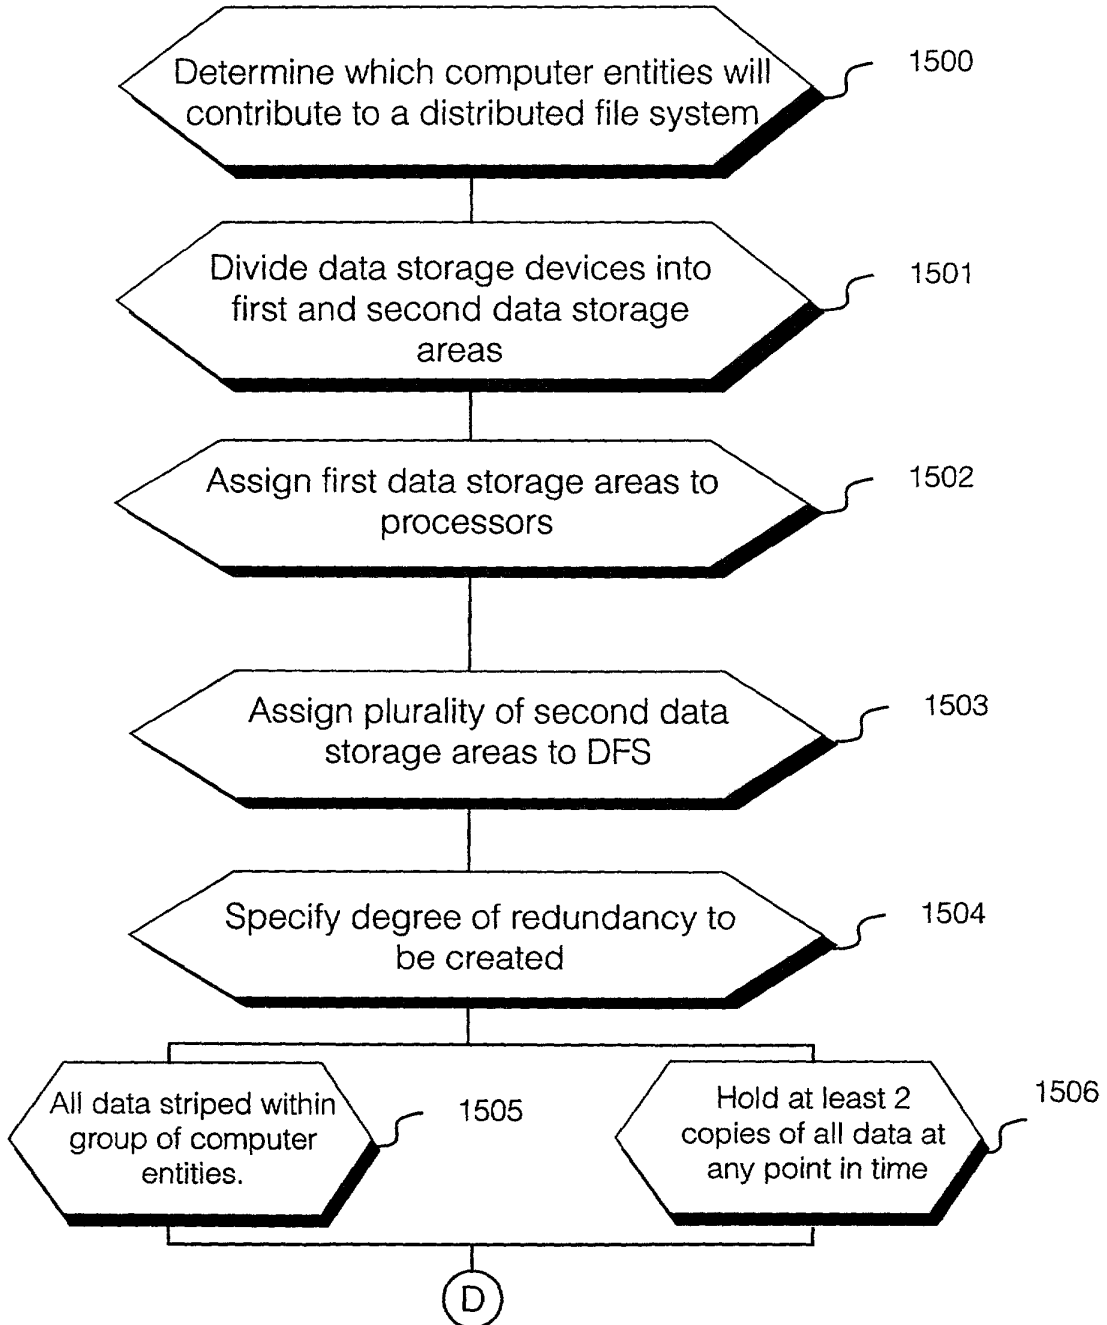 Determine which computer entities will
contribute to a distributed file system
1500
Divide data storage devices into
first and second data storage
areas
1501
Assign first data storage areas to
processors
1502
Assign plurality of second data
storage areas to DFS
1503
Specify degree of redundancy to
be created
1504
All data striped within
group of computer
entities.
1505
Hold at least 2
copies of all data at
any point in time
1506
D